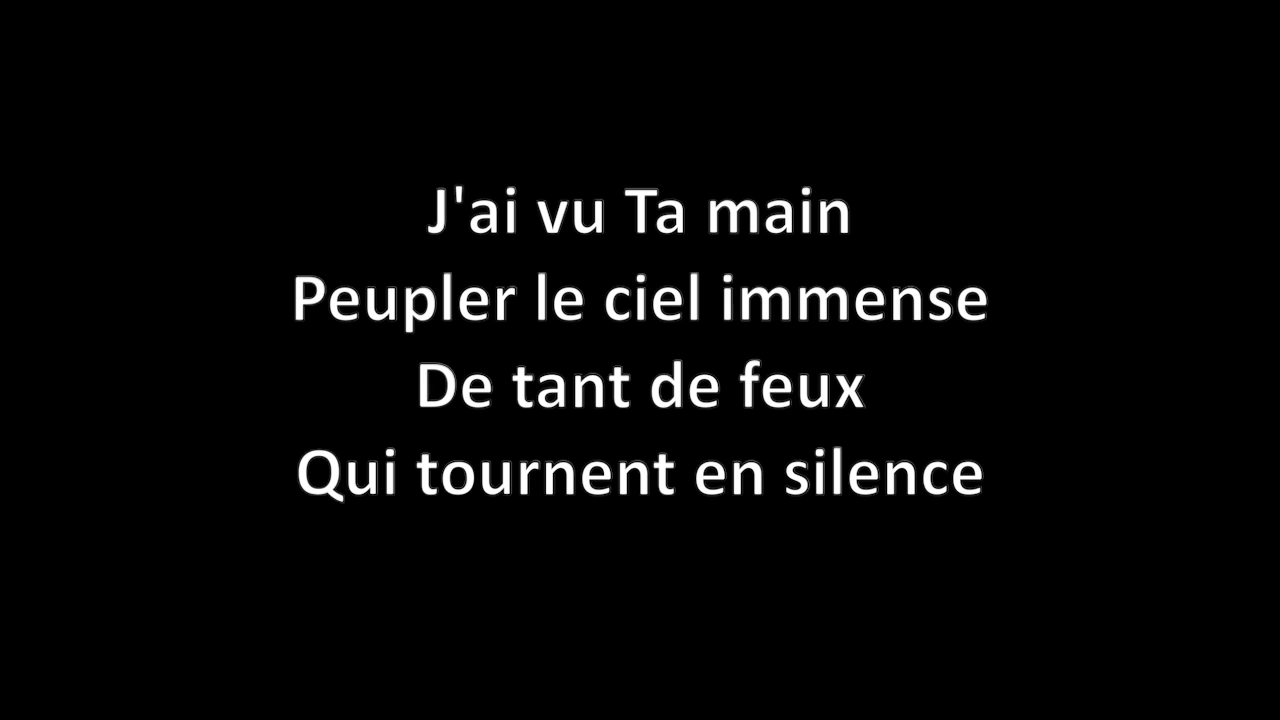 J'ai vu Ta main
Peupler le ciel immense
De tant de feux
Qui tournent en silence